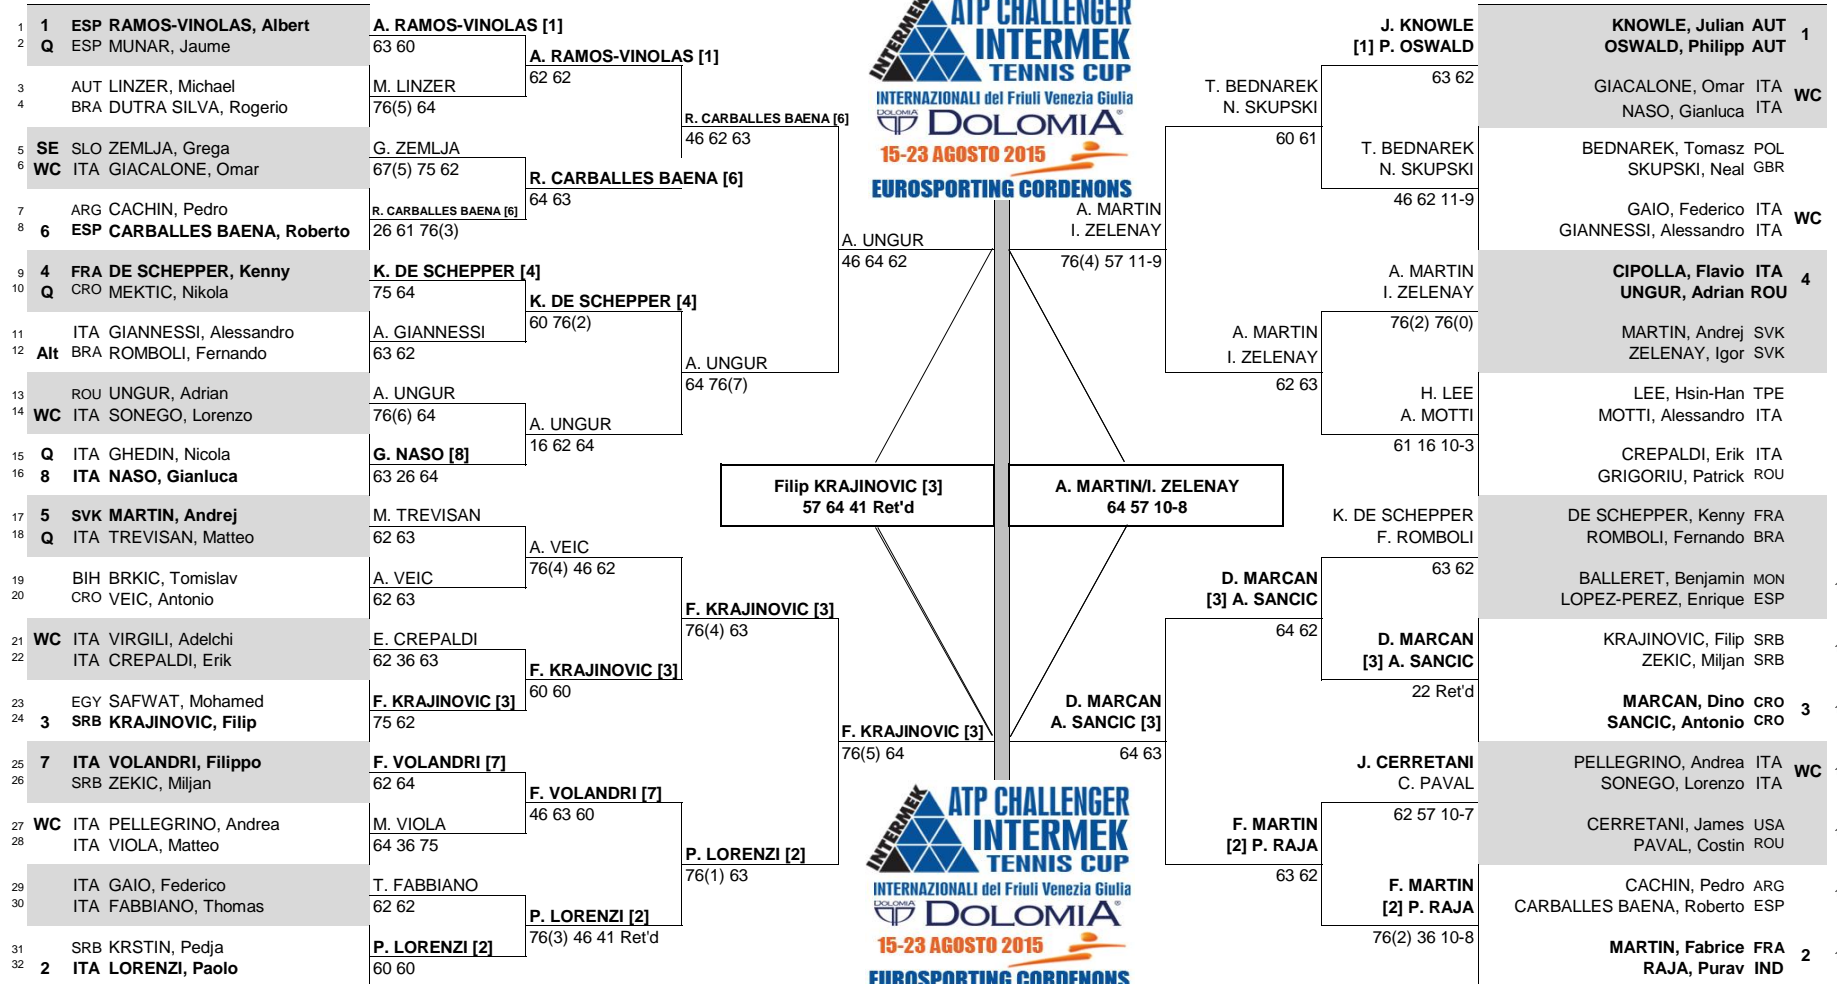 1 1 ESP RAMOS-VINOLAS, Albert
2 Q ESP MUNAR, Jaume
3 AUT LINZER, Michael
4 BRA DUTRA SILVA, Rogerio
5 SE SLO ZEMLJA, Grega
6 WC ITA GIACALONE, Omar
7 ARG CACHIN, Pedro
8 6 ESP CARBALLES BAENA, Roberto
9 4 FRA DE SCHEPPER, Kenny
10 Q CRO MEKTIC, Nikola
11 ITA GIANNESSI, Alessandro
12 Alt BRA ROMBOLI, Fernando
13 ROU UNGUR, Adrian
14 WC ITA SONEGO, Lorenzo
15 Q ITA GHEDIN, Nicola
16 8 ITA NASO, Gianluca
17 5 SVK MARTIN, Andrej
18 Q ITA TREVISAN, Matteo
19 BIH BRKIC, Tomislav
20 CRO VEIC, Antonio
21 WC ITA VIRGILI, Adelchi
22 ITA CREPALDI, Erik
23 EGY SAFWAT, Mohamed
24 3 SRB KRAJINOVIC, Filip
25 7 ITA VOLANDRI, Filippo
26 SRB ZEKIC, Miljan
27 WC ITA PELLEGRINO, Andrea
28 ITA VIOLA, Matteo
29 ITA GAIO, Federico
30 ITA FABBIANO, Thomas
31 SRB KRSTIN, Pedja
32 2 ITA LORENZI, Paolo
A. RAMOS-VINOLAS [1]
63 60
M. LINZER
76(5) 64
G. ZEMLJA
67(5) 75 62
R. CARBALLES BAENA [6]
26 61 76(3)
K. DE SCHEPPER [4]
75 64
A. GIANNESSI
63 62
A. UNGUR
76(6) 64
G. NASO [8]
63 26 64
M. TREVISAN
62 63
A. VEIC
62 63
E. CREPALDI
62 36 63
F. KRAJINOVIC [3]
75 62
F. VOLANDRI [7]
62 64
M. VIOLA
64 36 75
T. FABBIANO
62 62
P. LORENZI [2]
60 60
A. RAMOS-VINOLAS [1]
62 62
R. CARBALLES BAENA [6]
64 63
K. DE SCHEPPER [4]
60 76(2)
A. UNGUR
16 62 64
A. VEIC
76(4) 46 62
F. KRAJINOVIC [3]
60 60
F. VOLANDRI [7]
46 63 60
P. LORENZI [2]
76(3) 46 41 Ret'd
R. CARBALLES BAENA [6]
46 62 63
A. UNGUR
64 76(7)
F. KRAJINOVIC [3]
76(4) 63
P. LORENZI [2]
76(1) 63
A. UNGUR
46 64 62
F. KRAJINOVIC [3]
76(5) 64
Filip KRAJINOVIC [3]
57 64 41 Ret'd
INTERMEK
ATP CHALLENGER
INTERMEK
TENNIS CUP
INTERNAZIONALI del Friuli Venezia Giulia
DOLOMIA
DOLOMIA®
15-23 AGOSTO 2015
EUROSPORTING CORDENONS
A. MARTIN/I. ZELENAY
64 57 10-8
INTERMEK
ATP CHALLENGER
INTERMEK
TENNIS CUP
INTERNAZIONALI del Friuli Venezia Giulia
DOLOMIA
DOLOMIA®
15-23 AGOSTO 2015
EUROSPORTING CORDENONS
A. MARTIN
I. ZELENAY
76(4) 57 11-9
D. MARCAN
A. SANCIC [3]
64 63
T. BEDNAREK
N. SKUPSKI
60 61
A. MARTIN
I. ZELENAY
62 63
D. MARCAN
[3] A. SANCIC
64 62
F. MARTIN
[2] P. RAJA
63 62
J. KNOWLE
[1] P. OSWALD
63 62
T. BEDNAREK
N. SKUPSKI
46 62 11-9
A. MARTIN
I. ZELENAY
76(2) 76(0)
H. LEE
A. MOTTI
61 16 10-3
K. DE SCHEPPER
F. ROMBOLI
63 62
D. MARCAN
[3] A. SANCIC
22 Ret'd
J. CERRETANI
C. PAVAL
62 57 10-7
F. MARTIN
[2] P. RAJA
76(2) 36 10-8
KNOWLE, Julian AUT 1
OSWALD, Philipp AUT
GIACALONE, Omar ITA WC
NASO, Gianluca ITA
BEDNAREK, Tomasz POL
SKUPSKI, Neal GBR
GAIO, Federico ITA WC
GIANNESSI, Alessandro ITA
CIPOLLA, Flavio ITA 4
UNGUR, Adrian ROU
MARTIN, Andrej SVK
ZELENAY, Igor SVK
LEE, Hsin-Han TPE
MOTTI, Alessandro ITA
CREPALDI, Erik ITA
GRIGORIU, Patrick ROU
DE SCHEPPER, Kenny FRA
ROMBOLI, Fernando BRA
BALLERET, Benjamin MON
LOPEZ-PEREZ, Enrique ESP
KRAJINOVIC, Filip SRB
ZEKIC, Miljan SRB
MARCAN, Dino CRO 3
SANCIC, Antonio CRO
PELLEGRINO, Andrea ITA WC
SONEGO, Lorenzo ITA
CERRETANI, James USA
PAVAL, Costin ROU
CACHIN, Pedro ARG
CARBALLES BAENA, Roberto ESP
MARTIN, Fabrice FRA 2
RAJA, Purav IND